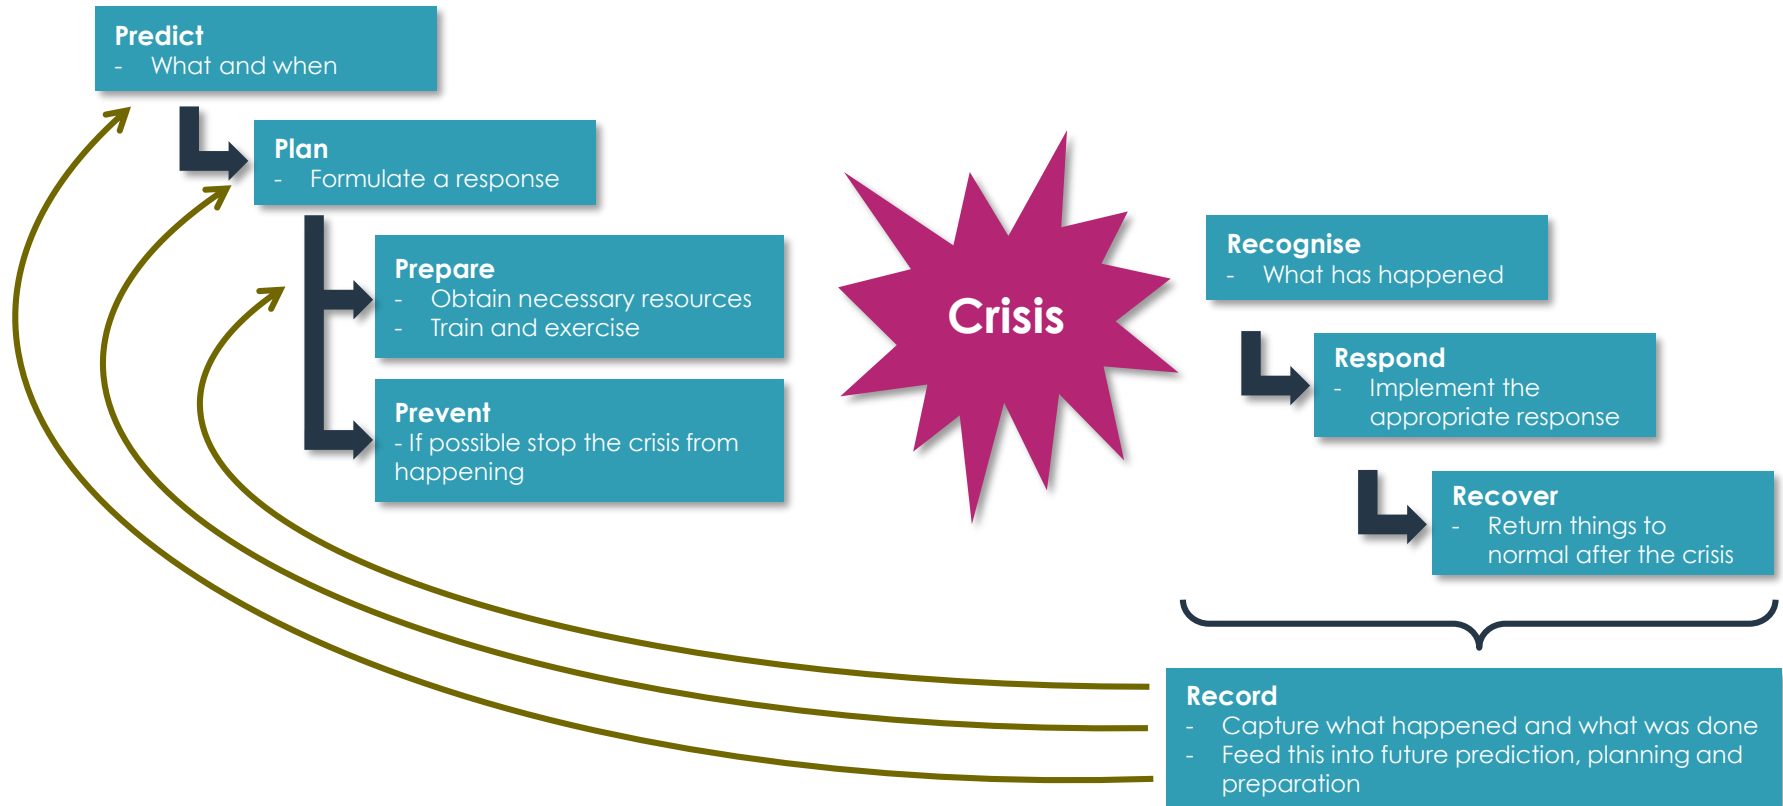 Predict
- What and when
Plan
- Formulate a response
Prepare
- Obtain necessary resources
- Train and exercise
Prevent
- If possible stop the crisis from
happening
Crisis
Recognise
- What has happened
Respond
- Implement the
appropriate response
Recover
- Return things to
normal after the crisis
Record
- Capture what happened and what was done
- Feed this into future prediction, planning and
preparation